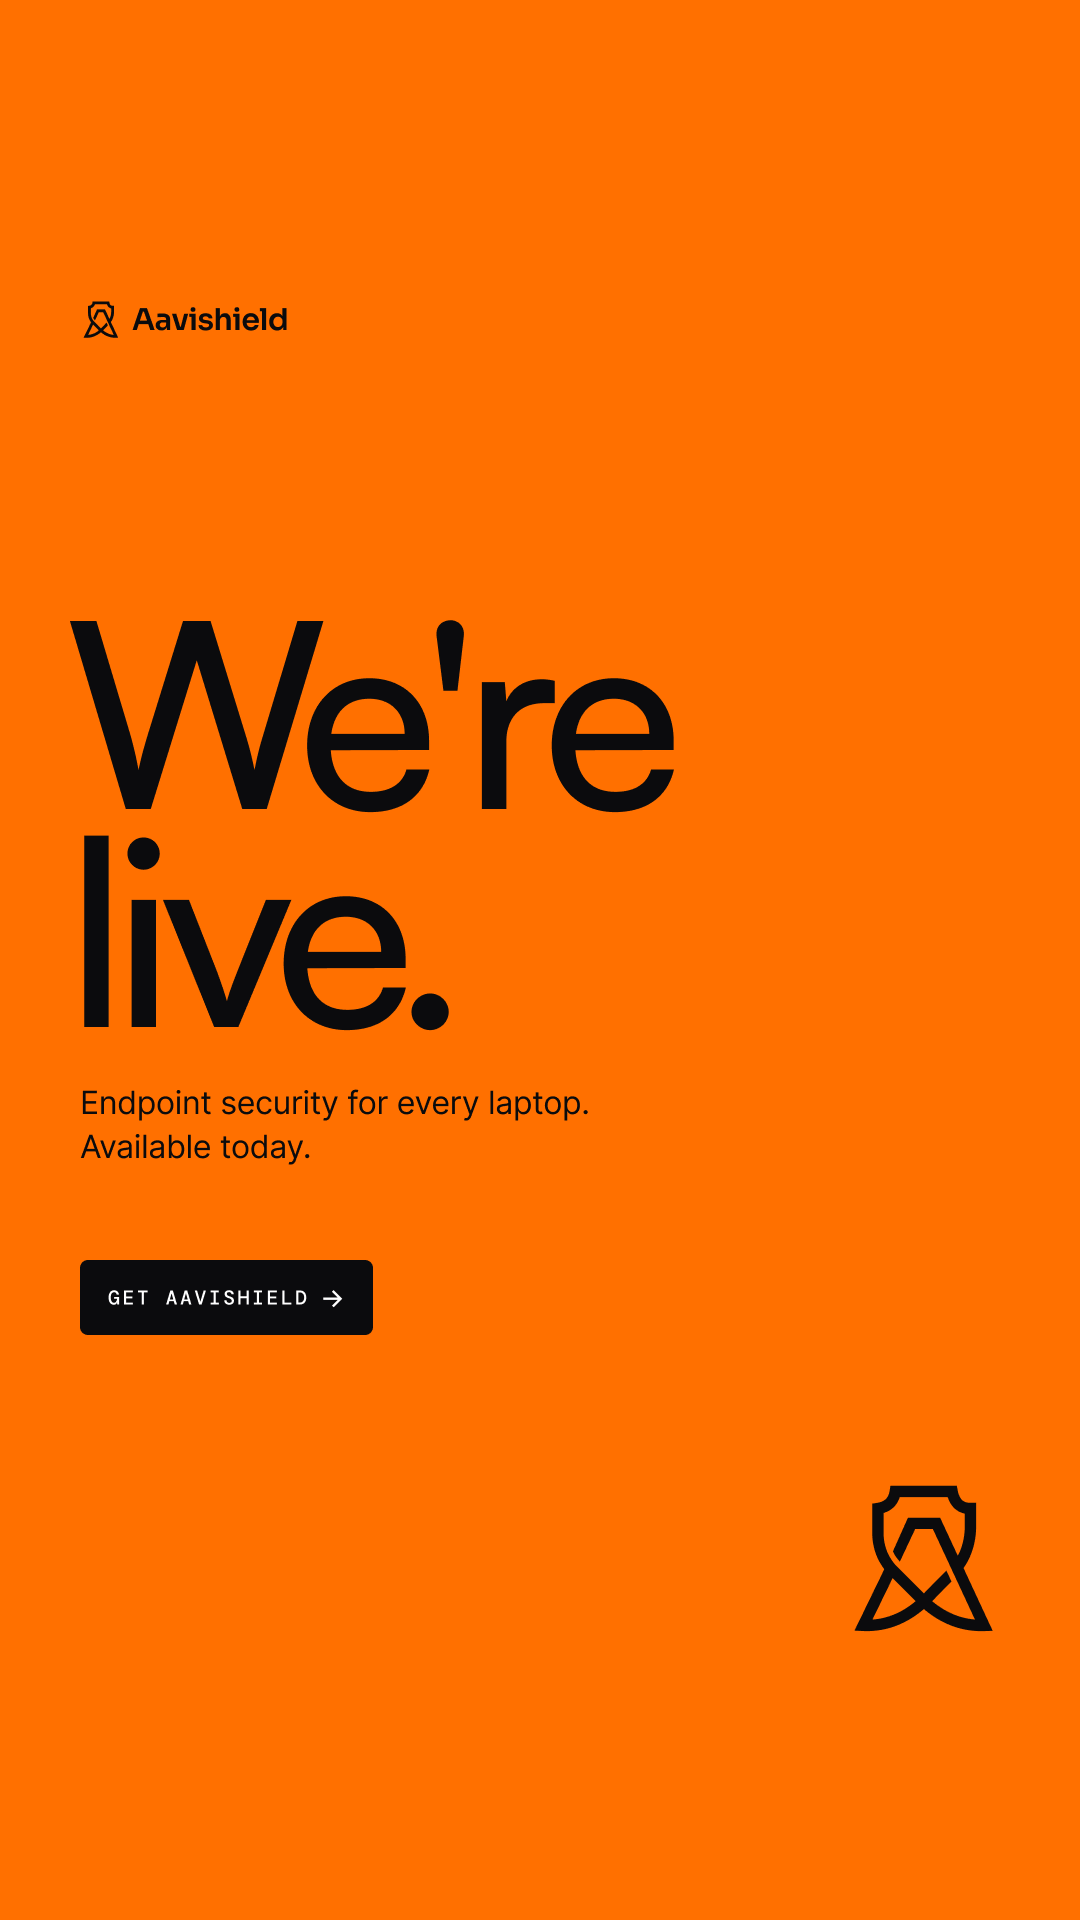 Aavishield
We're
live.
Endpoint security for every laptop.
Available today.
GET AAVISHIELD →